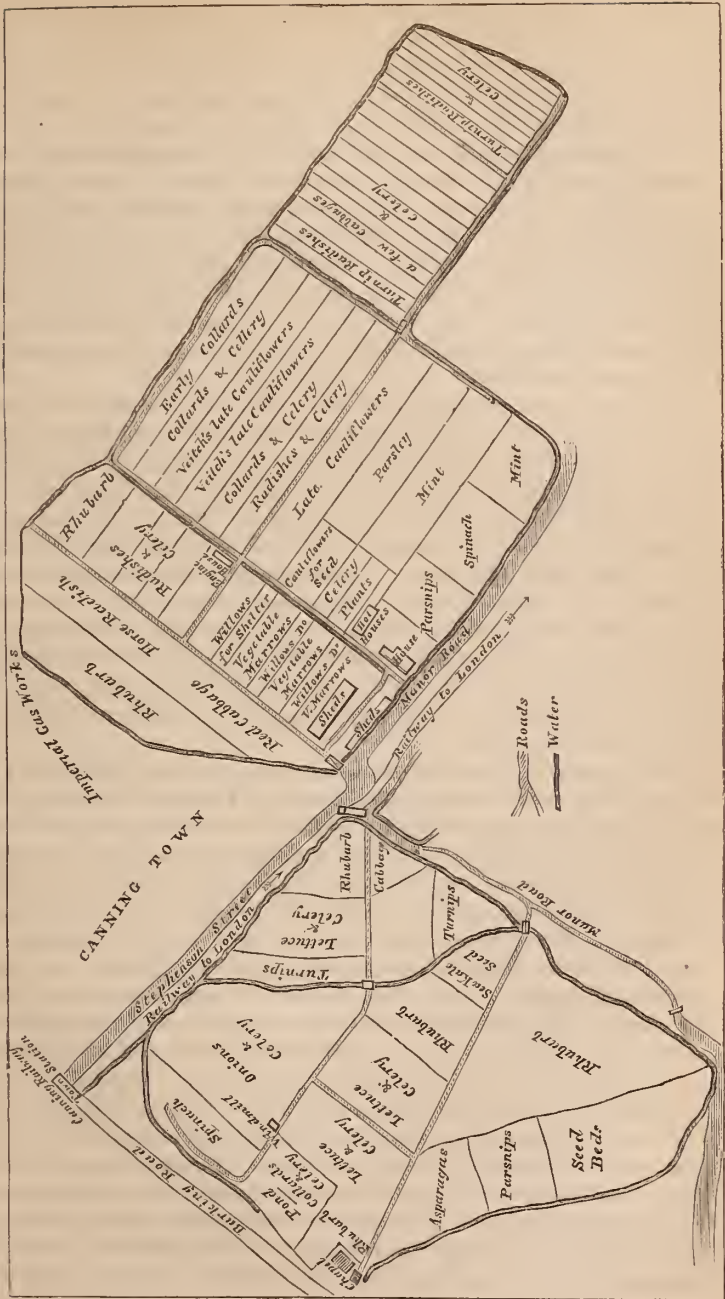 Celery
&
Turnip Radishes
Celery
&
a few Cabbages
Turnip Radishes
Early Collards
Collards & Cellery
Veitch's late Cauliflowers
Veitch's late Cauliflowers
Collards & Celery
Rudishes & Celery
Late Cauliflowers
Parsley
Mint
Mint
Spinach
Parsnips
Rhubarb
Rudishes
&
Celery
Engine
House
Horse Radish
Rhubarb
Red Cabbage
Willows
for Shelter
Vegetable
Marrows
Willows Do
Vegetable
Marrows
Willows Do
V. Marrows
Sheds
Cauliflowers
for
Seed
Celery
Plants
Hot
Houses
House
Sheds
Manor Road
Railway to London
Imperial Gas Works
CANNING TOWN
Roads
Water
Stephenson Street
Railway to London
Canning Town
Railway Station
Barking Road
Rhubarb
Cabbag
Lettuce
&
Celery
Turnips
Turnips
Sea Kale
Seed
Manor Road
Onions
&
Celery
Spinach
Windmill
Rhubarb
Lettuce
&
Celery
Lettuce
&
Celery
Collards
&
Celery
Pond
Rhubarb
Chapel
Rhubarb
Asparagas
Parsnips
Seed
Beds